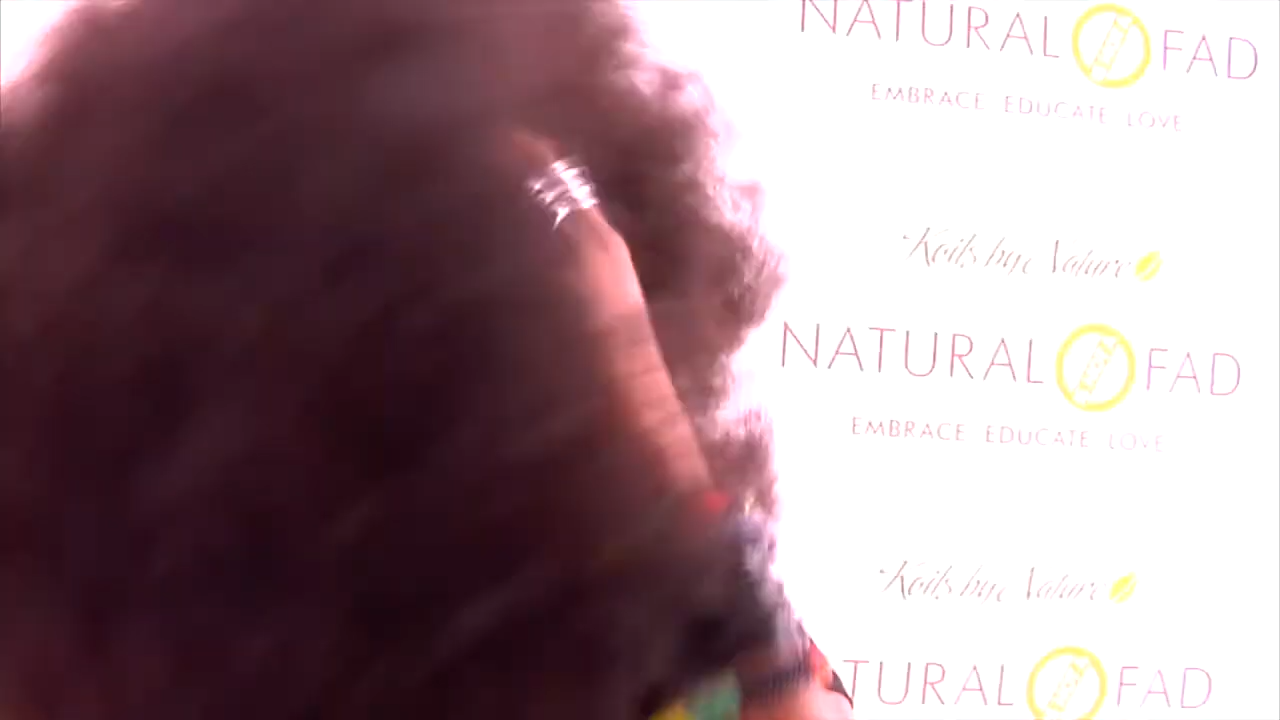 NATURAL FAD
EMBRACE EDUCATE LOVE
Koils by Nature
NATURAL FAD
EMBRACE EDUCATE LOVE
Koils by Nature
TURAL FAD